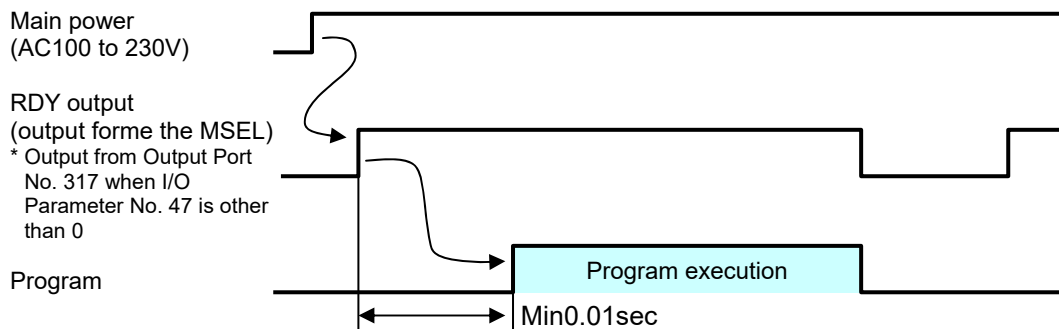 Main power
(AC100 to 230V)
RDY output
(output forme the MSEL)
* Output from Output Port
No. 317 when I/O
Parameter No. 47 is other
than 0
Program
Program execution
Min0.01sec